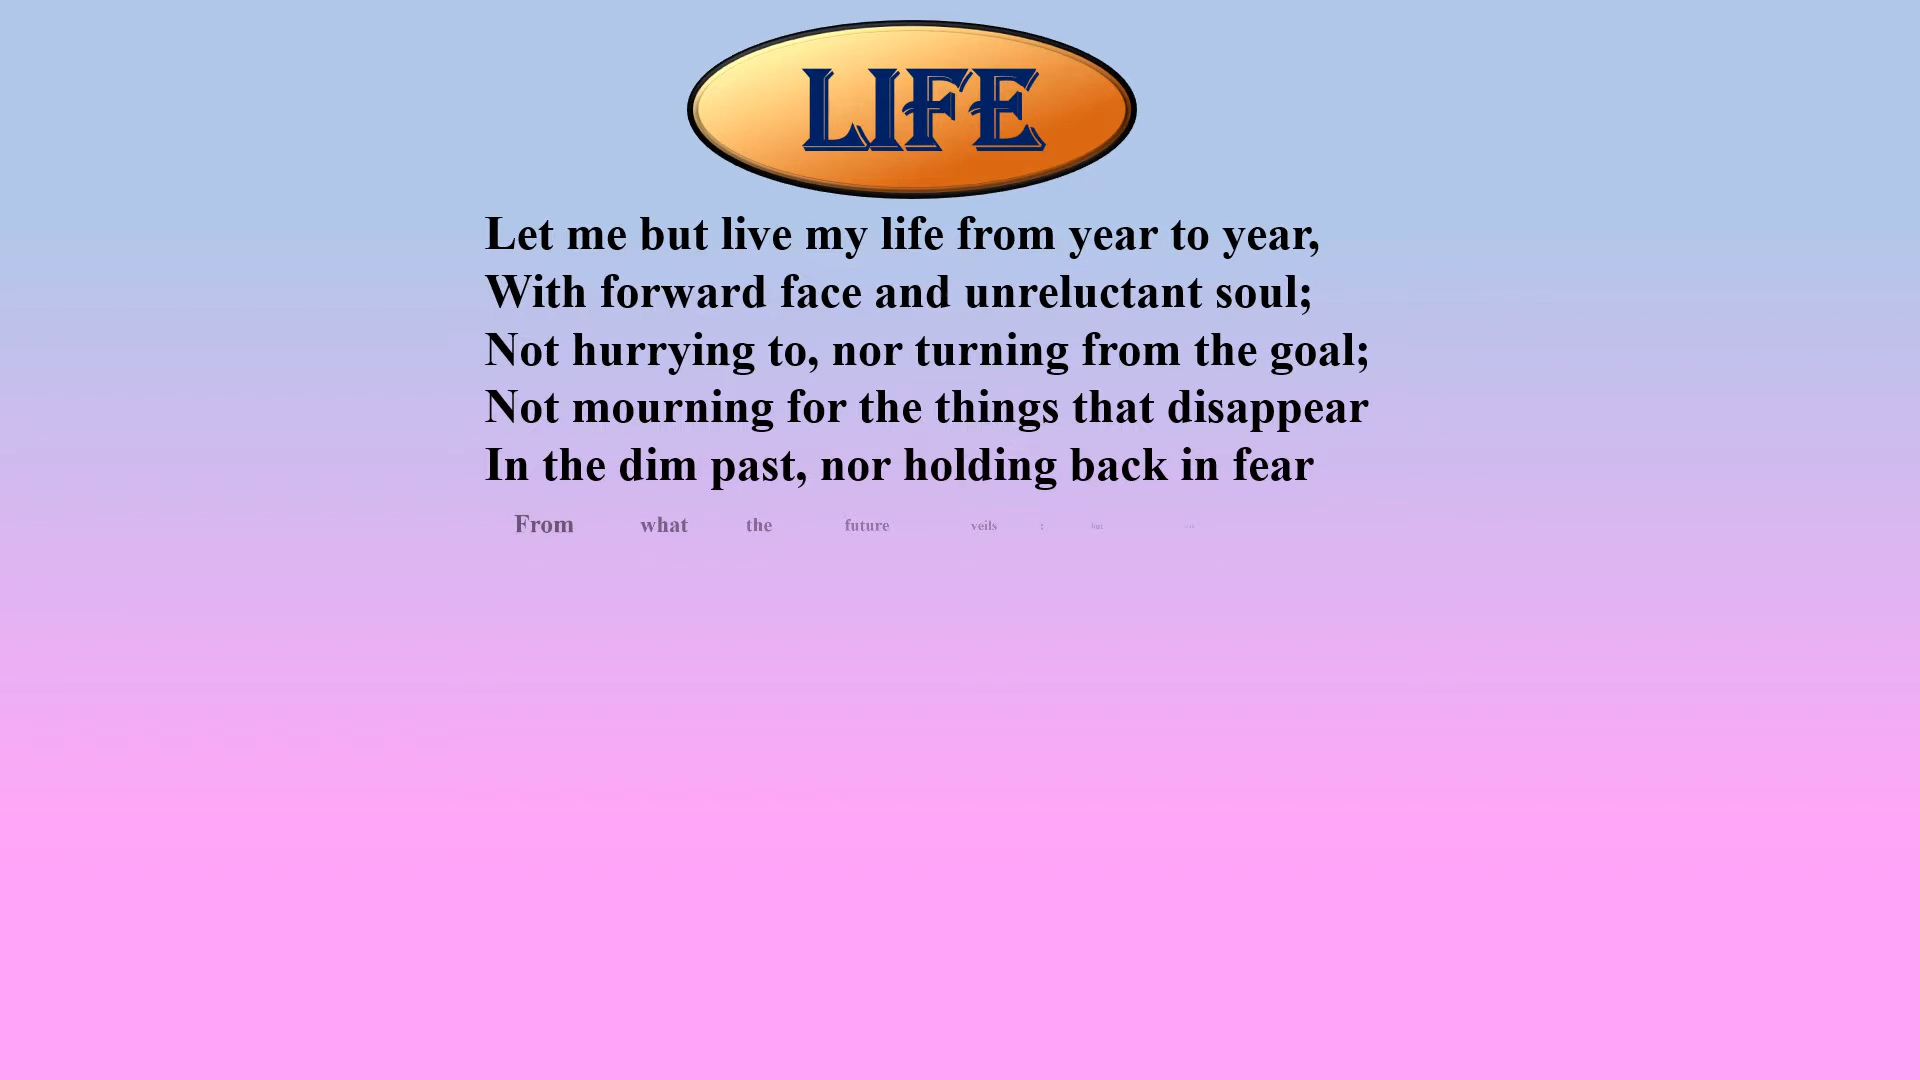 LIFE
Let me but live my life from year to year,
With forward face and unreluctant soul;
Not hurrying to, nor turning from the goal;
Not mourning for the things that disappear
In the dim past, nor holding back in fear
From what the future veils : but